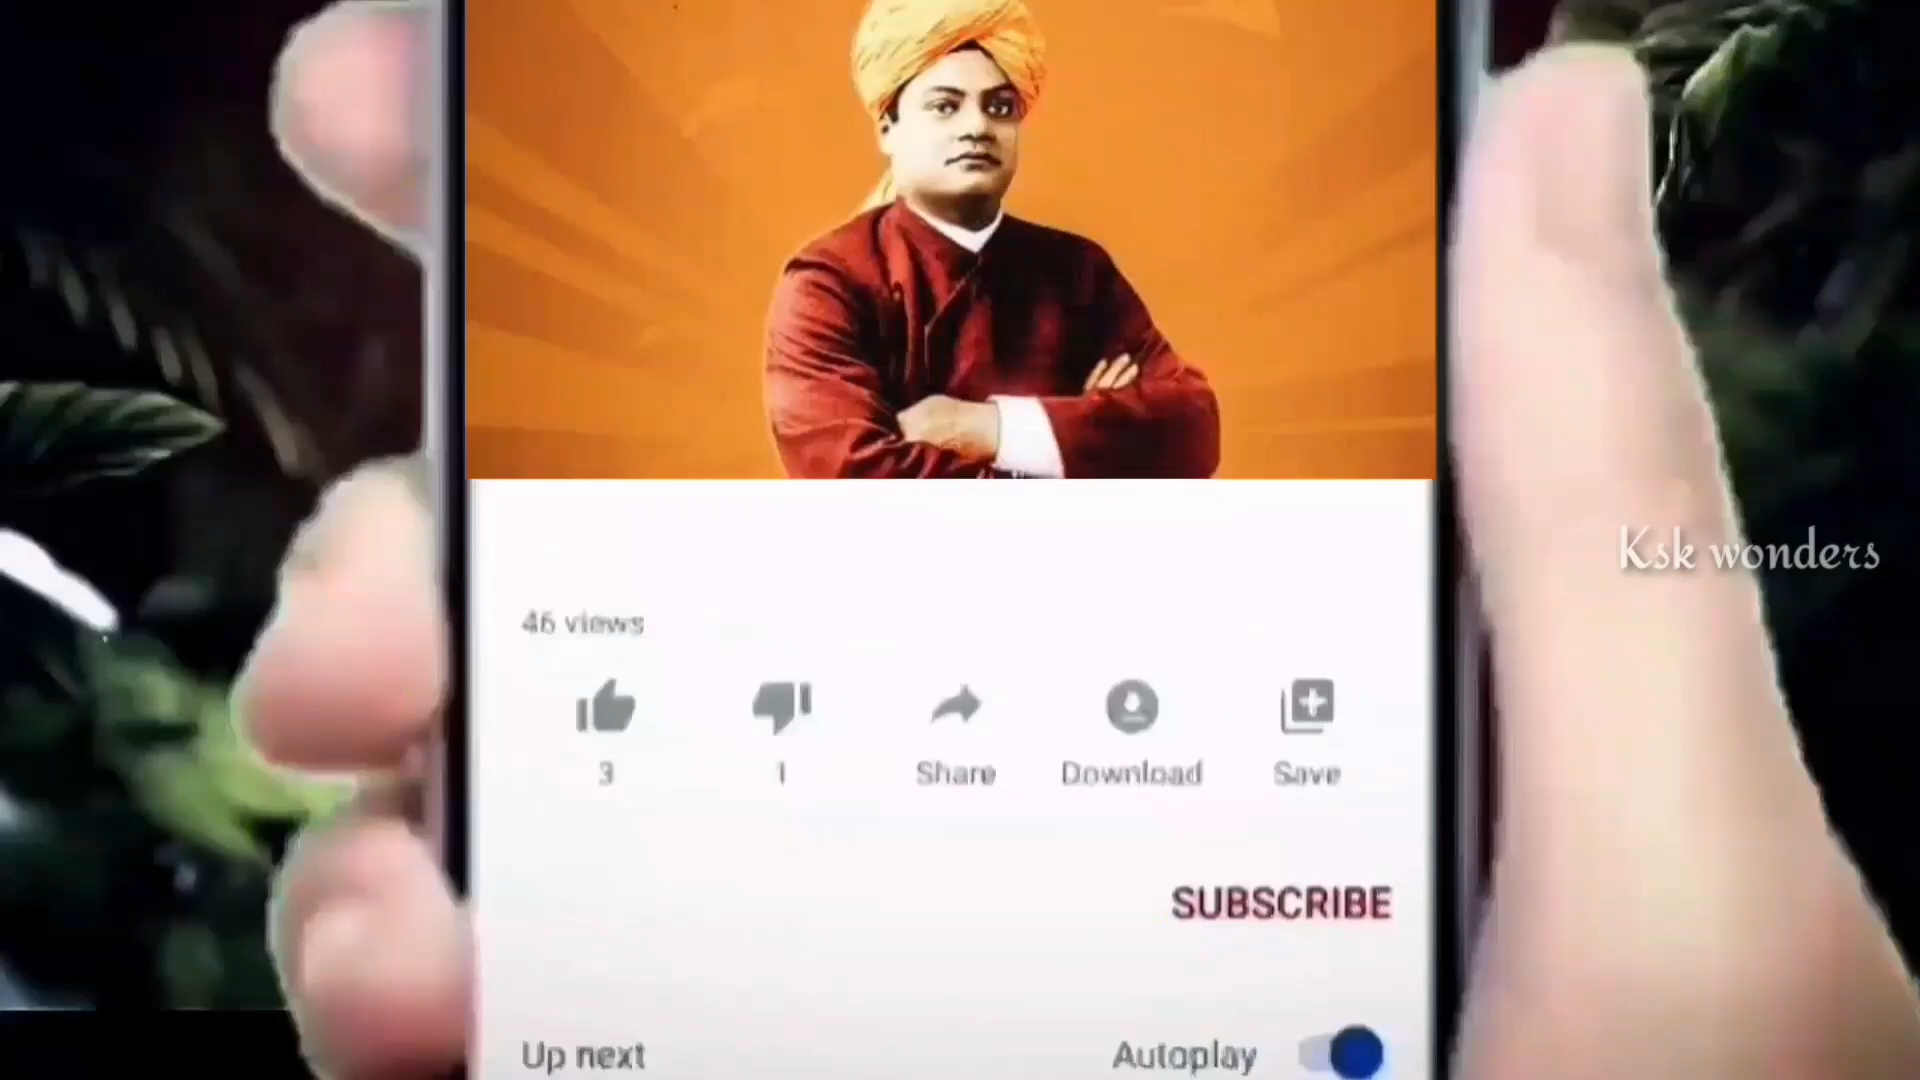 Ksk wonders
46 views
3
1
Share
Download
Save
SUBSCRIBE
Up next
Autoplay